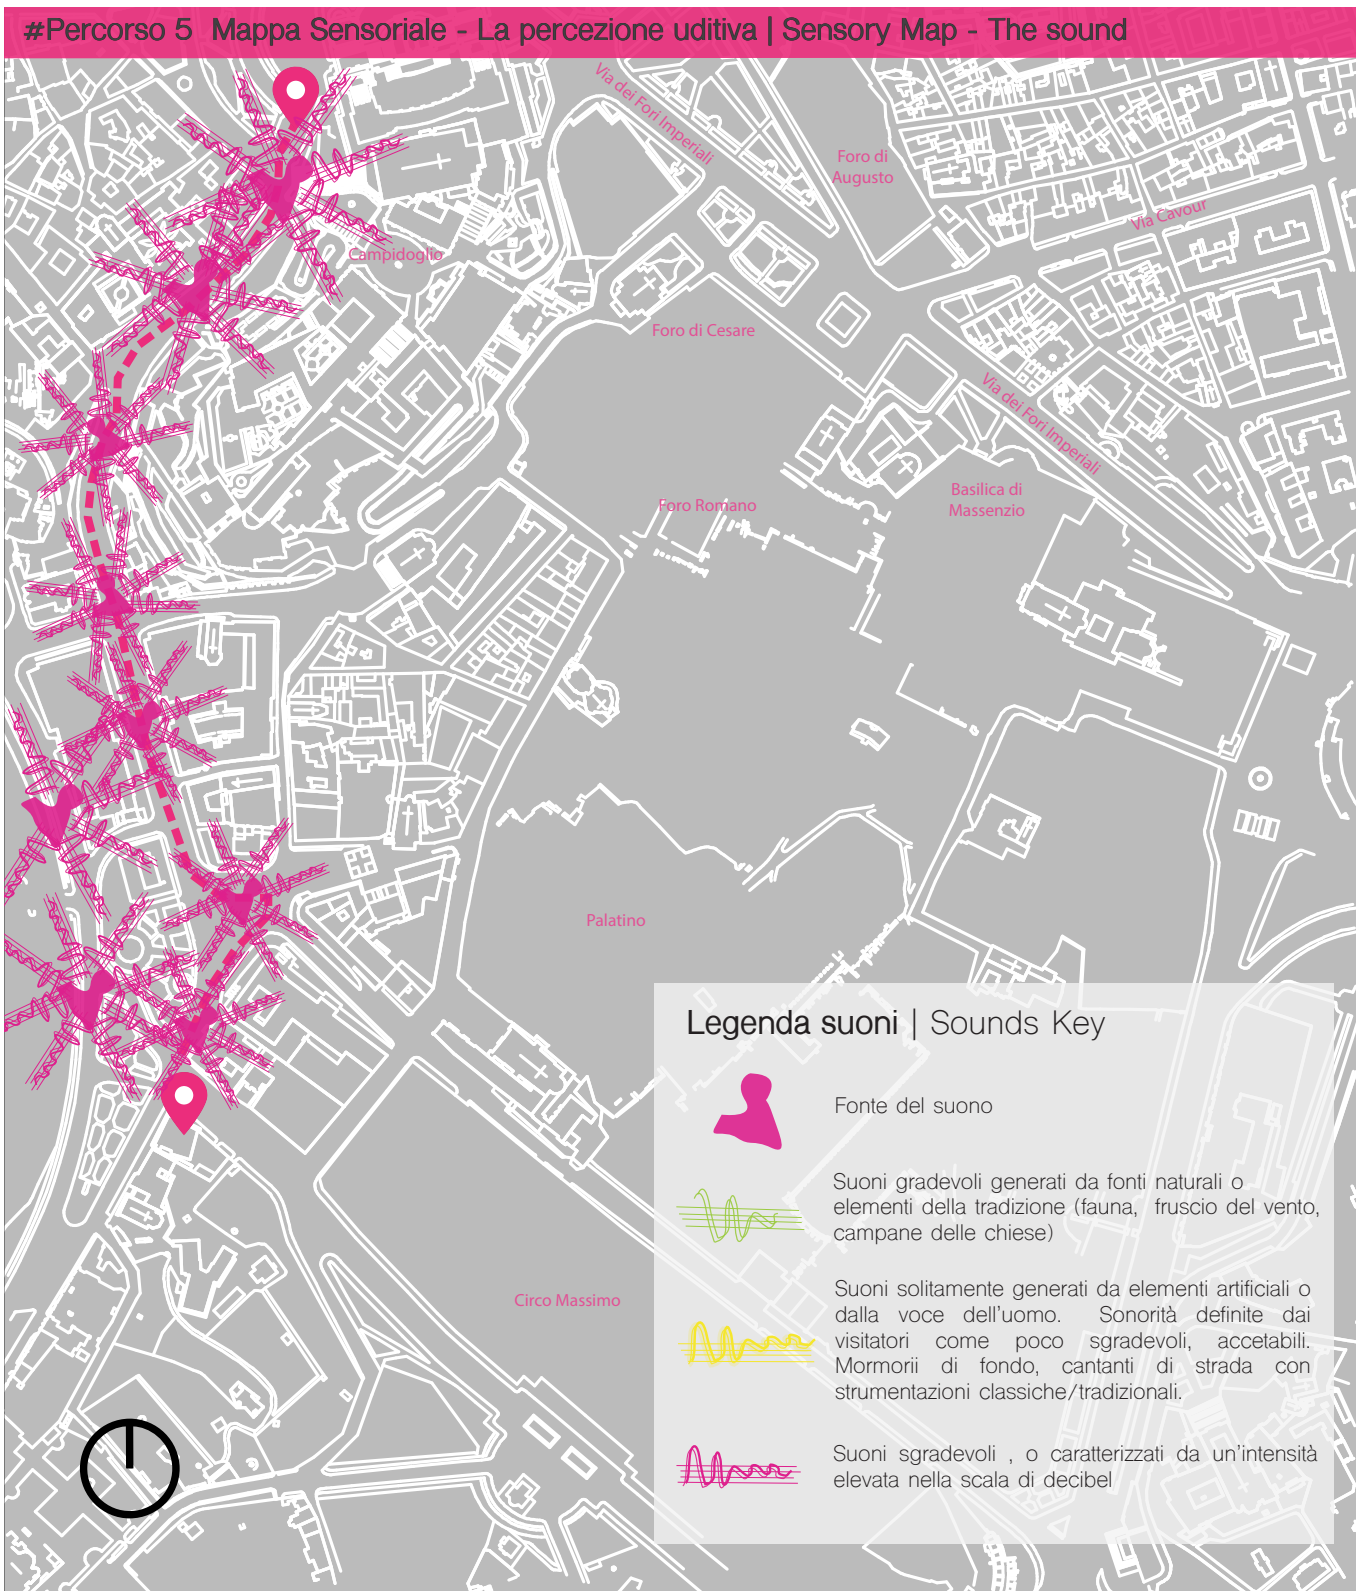 #Percorso 5 Mappa Sensoriale - La percezione uditiva | Sensory Map - The sound
Via dei Fori Imperiali
Foro di
Augusto
Via Cavour
Campidoglio
Foro di Cesare
Via dei Fori Imperiali
Basilica di
Massenzio
Foro Romano
Palatino
Circo Massimo
Legenda suoni | Sounds Key
Fonte del suono
Suoni gradevoli generati da fonti naturali o
elementi della tradizione (fauna, fruscio del vento,
campane delle chiese)
Suoni solitamente generati da elementi artificiali o
dalla voce dell'uomo. Sonorità definite dai
visitatori come poco sgradevoli, accetabili.
Mormorii di fondo, cantanti di strada con
strumentazioni classiche/tradizionali.
Suoni sgradevoli , o caratterizzati da un'intensità
elevata nella scala di decibel